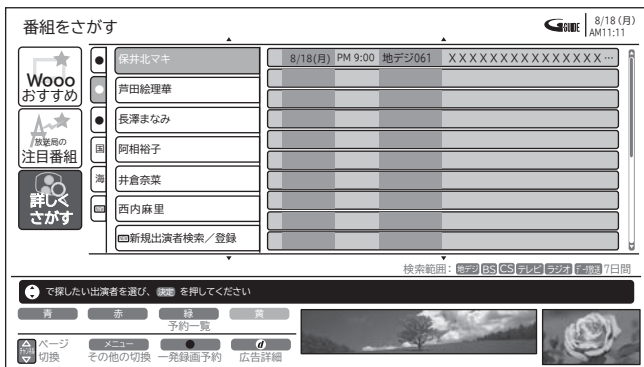 番組をさがす
GGUIDE 8/18(月)
AM11:11
Wooo
おすすめ
放送局の
注目番組
詳しく
さがす
国
海
保井北マキ
芦田絵理華
長澤まなみ
阿相裕子
井倉奈菜
西内麻里
新規出演者検索／登録
8/18(月) PM 9:00 地デジ061 XXXXXXXXXXXXXXX…
検索範囲：地デジ BS CS テレビ ラジオ データ放送 7日間
で探したい出演者を選び、決定 を押してください
青 赤 緑 黄
予約一覧
チャンネル ページ切換
メニュー その他の切換
● 一発録画予約
d 広告詳細